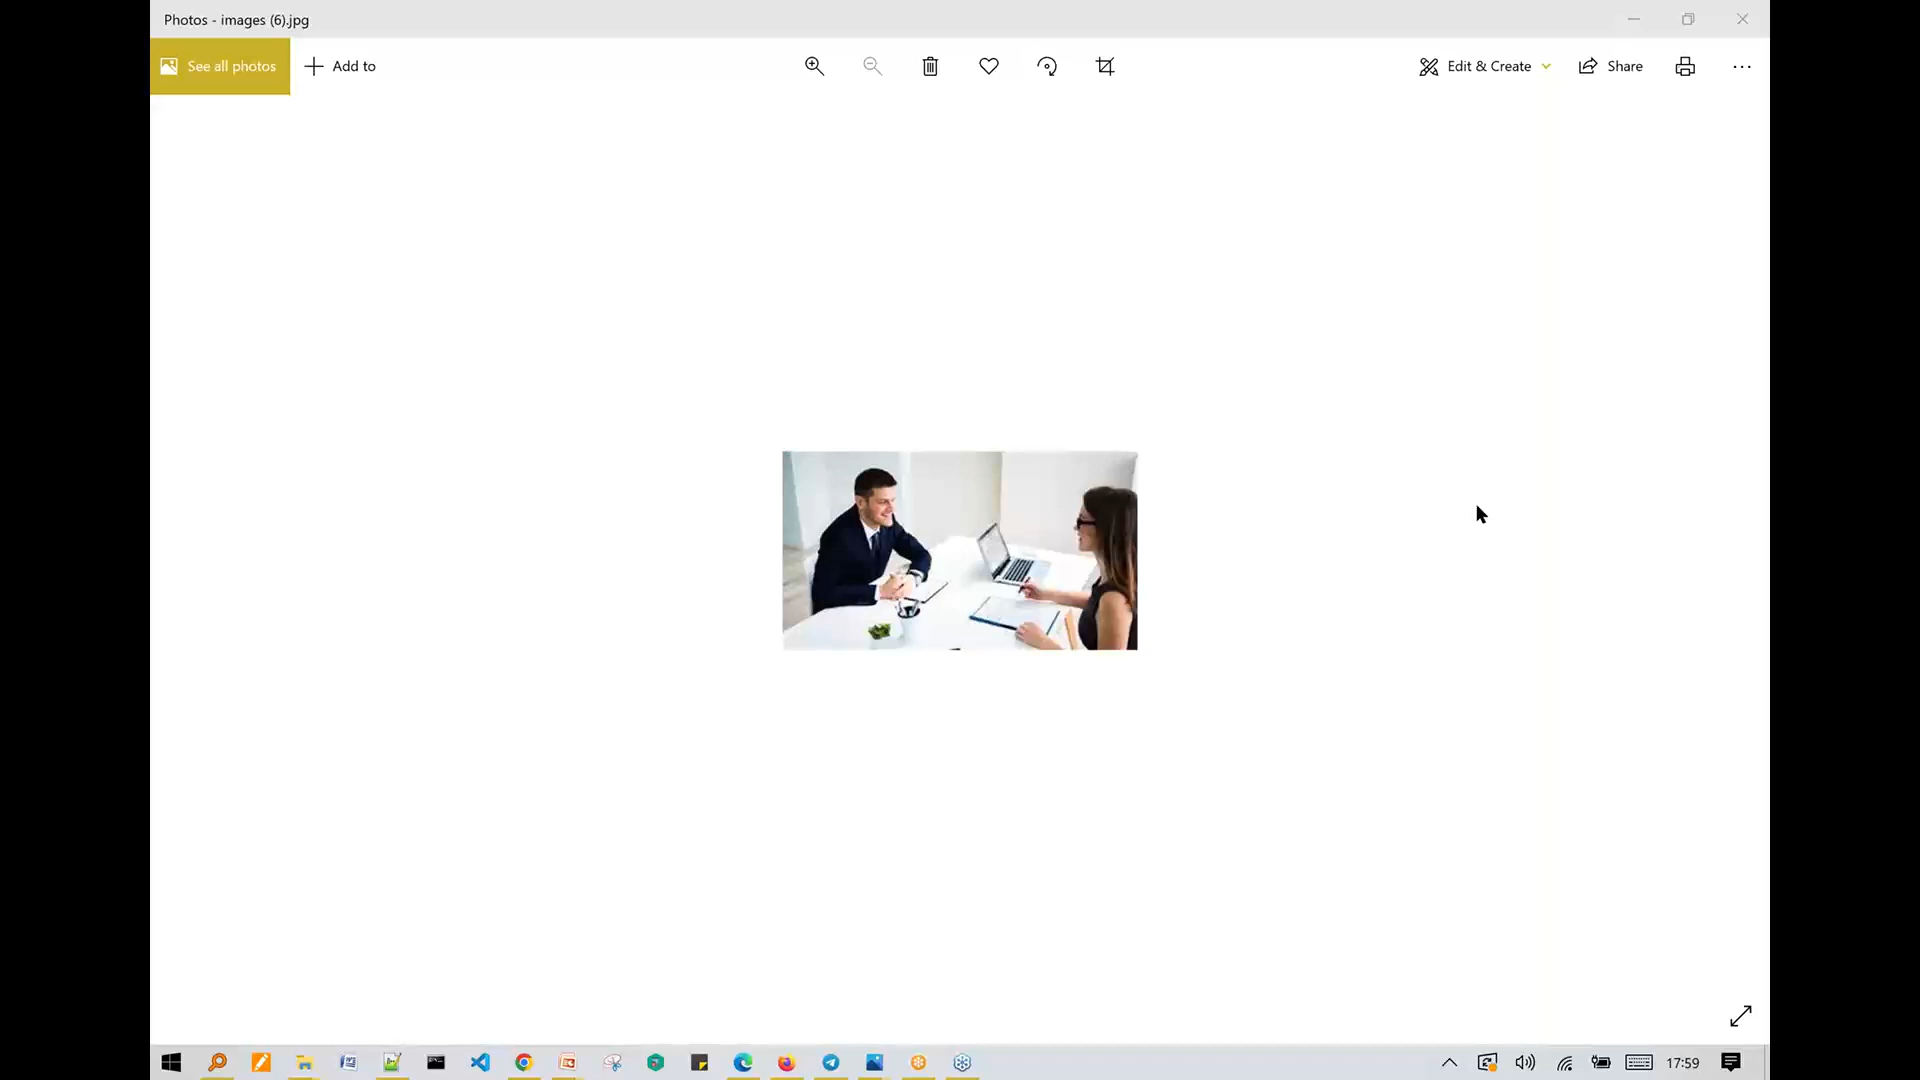 Photos - images (6).jpg
See all photos
Add to
Edit & Create
Share
17:59